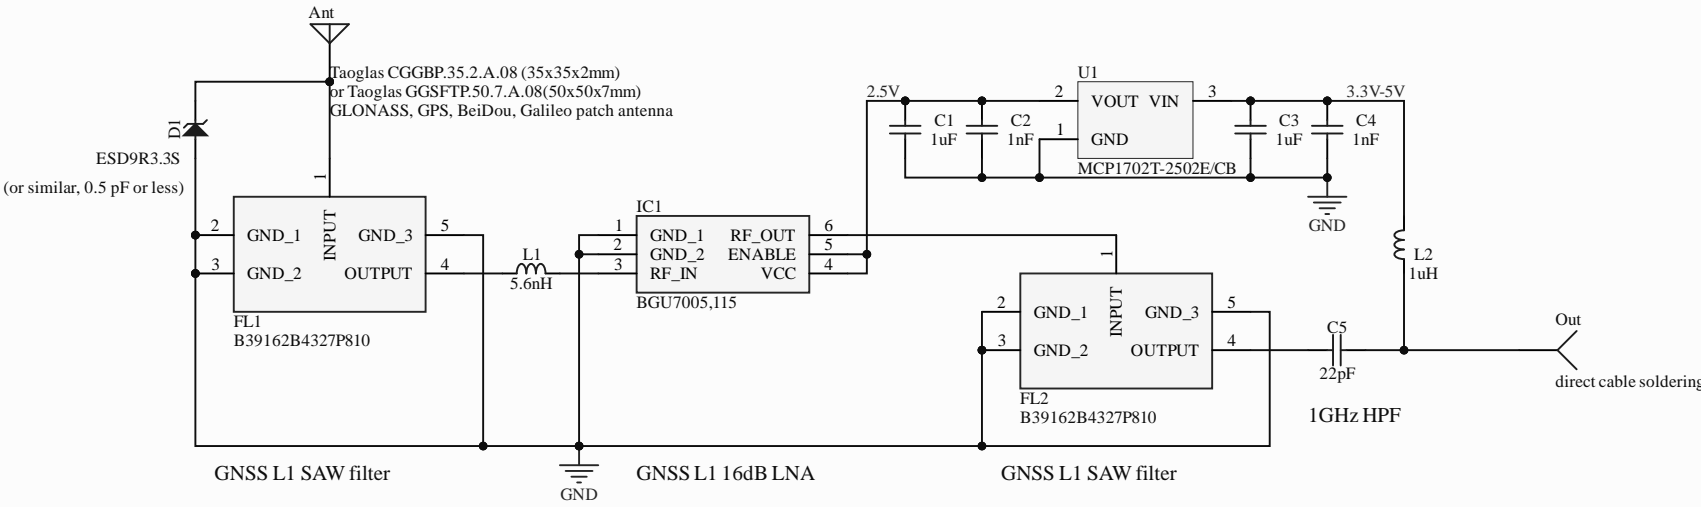 Ant
Taoglas CGGBP.35.2.A.08 (35x35x2mm)
or Taoglas GGSFTP.50.7.A.08(50x50x7mm)
GLONASS, GPS, BeiDou, Galileo patch antenna
D1
ESD9R3.3S
(or similar, 0.5 pF or less)
1
INPUT
2
GND_1
3
GND_2
GND_3
5
OUTPUT
4
FL1
B39162B4327P810
L1
5.6nH
IC1
1
GND_1
2
GND_2
3
RF_IN
RF_OUT
6
ENABLE
5
VCC
4
BGU7005,115
2.5V
C1
1uF
C2
1nF
U1
2
VOUT
VIN
3
1
GND
MCP1702T-2502E/CB
C3
1uF
C4
1nF
3.3V-5V
GND
L2
1uH
1
INPUT
2
GND_1
3
GND_2
GND_3
5
OUTPUT
4
FL2
B39162B4327P810
C5
22pF
1GHz HPF
Out
direct cable soldering
GNSS L1 SAW filter
GND
GNSS L1 16dB LNA
GNSS L1 SAW filter